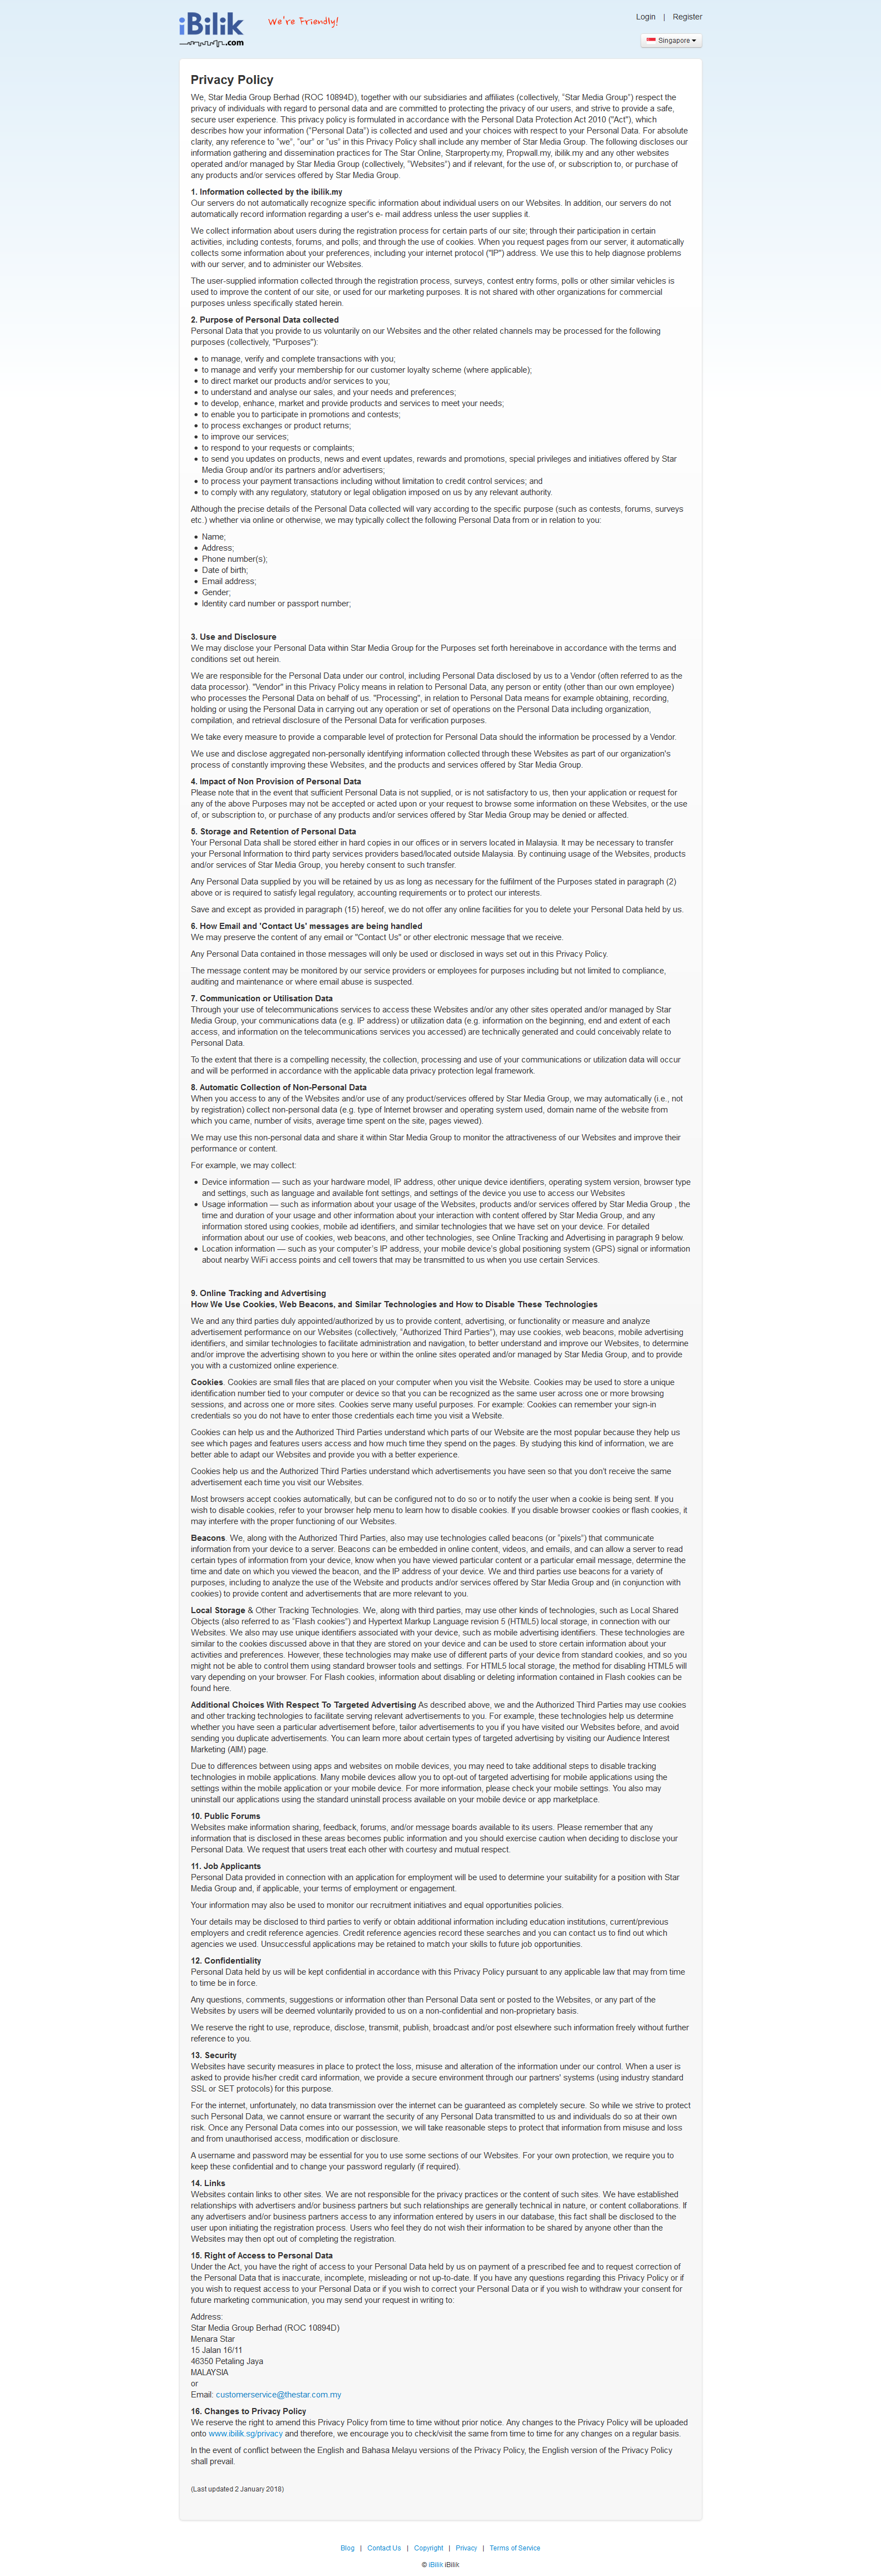 iBilik
.com
We're Friendly!
Login | Register
Singapore
Privacy Policy
We, Star Media Group Berhad (ROC 10894D), together with our subsidiaries and affiliates (collectively, "Star Media Group") respect the
privacy of individuals with regard to personal data and are committed to protecting the privacy of our users, and strive to provide a safe,
secure user experience. This privacy policy is formulated in accordance with the Personal Data Protection Act 2010 ("Act"), which
describes how your information ("Personal Data") is collected and used and your choices with respect to your Personal Data. For absolute
clarity, any reference to "we", "our" or "us" in this Privacy Policy shall include any member of Star Media Group. The following discloses our
information gathering and dissemination practices for The Star Online, Starproperty.my, Propwall.my, ibilik.my and any other websites
operated and/or managed by Star Media Group (collectively, "Websites") and if relevant, for the use of, or subscription to, or purchase of
any products and/or services offered by Star Media Group.
1. Information collected by the ibilik.my
Our servers do not automatically recognize specific information about individual users on our Websites. In addition, our servers do not
automatically record information regarding a user's e- mail address unless the user supplies it.
We collect information about users during the registration process for certain parts of our site; through their participation in certain
activities, including contests, forums, and polls; and through the use of cookies. When you request pages from our server, it automatically
collects some information about your preferences, including your internet protocol ("IP") address. We use this to help diagnose problems
with our server, and to administer our Websites.
The user-supplied information collected through the registration process, surveys, contest entry forms, polls or other similar vehicles is
used to improve the content of our site, or used for our marketing purposes. It is not shared with other organizations for commercial
purposes unless specifically stated herein.
2. Purpose of Personal Data collected
Personal Data that you provide to us voluntarily on our Websites and the other related channels may be processed for the following
purposes (collectively, "Purposes"):
• to manage, verify and complete transactions with you;
• to manage and verify your membership for our customer loyalty scheme (where applicable);
• to direct market our products and/or services to you;
• to understand and analyse our sales, and your needs and preferences;
• to develop, enhance, market and provide products and services to meet your needs;
• to enable you to participate in promotions and contests;
• to process exchanges or product returns;
• to improve our services;
• to respond to your requests or complaints;
• to send you updates on products, news and event updates, rewards and promotions, special privileges and initiatives offered by Star
Media Group and/or its partners and/or advertisers;
• to process your payment transactions including without limitation to credit control services; and
• to comply with any regulatory, statutory or legal obligation imposed on us by any relevant authority.
Although the precise details of the Personal Data collected will vary according to the specific purpose (such as contests, forums, surveys
etc.) whether via online or otherwise, we may typically collect the following Personal Data from or in relation to you:
• Name;
• Address;
• Phone number(s);
• Date of birth;
• Email address;
• Gender;
• Identity card number or passport number;
3. Use and Disclosure
We may disclose your Personal Data within Star Media Group for the Purposes set forth hereinabove in accordance with the terms and
conditions set out herein.
We are responsible for the Personal Data under our control, including Personal Data disclosed by us to a Vendor (often referred to as the
data processor). "Vendor" in this Privacy Policy means in relation to Personal Data, any person or entity (other than our own employee)
who processes the Personal Data on behalf of us. "Processing", in relation to Personal Data means for example obtaining, recording,
holding or using the Personal Data in carrying out any operation or set of operations on the Personal Data including organization,
compilation, and retrieval disclosure of the Personal Data for verification purposes.
We take every measure to provide a comparable level of protection for Personal Data should the information be processed by a Vendor.
We use and disclose aggregated non-personally identifying information collected through these Websites as part of our organization's
process of constantly improving these Websites, and the products and services offered by Star Media Group.
4. Impact of Non Provision of Personal Data
Please note that in the event that sufficient Personal Data is not supplied, or is not satisfactory to us, then your application or request for
any of the above Purposes may not be accepted or acted upon or your request to browse some information on these Websites, or the use
of, or subscription to, or purchase of any products and/or services offered by Star Media Group may be denied or affected.
5. Storage and Retention of Personal Data
Your Personal Data shall be stored either in hard copies in our offices or in servers located in Malaysia. It may be necessary to transfer
your Personal Information to third party services providers based/located outside Malaysia. By continuing usage of the Websites, products
and/or services of Star Media Group, you hereby consent to such transfer.
Any Personal Data supplied by you will be retained by us as long as necessary for the fulfilment of the Purposes stated in paragraph (2)
above or is required to satisfy legal regulatory, accounting requirements or to protect our interests.
Save and except as provided in paragraph (15) hereof, we do not offer any online facilities for you to delete your Personal Data held by us.
6. How Email and 'Contact Us' messages are being handled
We may preserve the content of any email or "Contact Us" or other electronic message that we receive.
Any Personal Data contained in those messages will only be used or disclosed in ways set out in this Privacy Policy.
The message content may be monitored by our service providers or employees for purposes including but not limited to compliance,
auditing and maintenance or where email abuse is suspected.
7. Communication or Utilisation Data
Through your use of telecommunications services to access these Websites and/or any other sites operated and/or managed by Star
Media Group, your communications data (e.g. IP address) or utilization data (e.g. information on the beginning, end and extent of each
access, and information on the telecommunications services you accessed) are technically generated and could conceivably relate to
Personal Data.
To the extent that there is a compelling necessity, the collection, processing and use of your communications or utilization data will occur
and will be performed in accordance with the applicable data privacy protection legal framework.
8. Automatic Collection of Non-Personal Data
When you access to any of the Websites and/or use of any product/services offered by Star Media Group, we may automatically (i.e., not
by registration) collect non-personal data (e.g. type of Internet browser and operating system used, domain name of the website from
which you came, number of visits, average time spent on the site, pages viewed).
We may use this non-personal data and share it within Star Media Group to monitor the attractiveness of our Websites and improve their
performance or content.
For example, we may collect:
• Device information — such as your hardware model, IP address, other unique device identifiers, operating system version, browser type
and settings, such as language and available font settings, and settings of the device you use to access our Websites
• Usage information — such as information about your usage of the Websites, products and/or services offered by Star Media Group , the
time and duration of your usage and other information about your interaction with content offered by Star Media Group, and any
information stored using cookies, mobile ad identifiers, and similar technologies that we have set on your device. For detailed
information about our use of cookies, web beacons, and other technologies, see Online Tracking and Advertising in paragraph 9 below.
• Location information — such as your computer's IP address, your mobile device's global positioning system (GPS) signal or information
about nearby WiFi access points and cell towers that may be transmitted to us when you use certain Services.
9. Online Tracking and Advertising
How We Use Cookies, Web Beacons, and Similar Technologies and How to Disable These Technologies
We and any third parties duly appointed/authorized by us to provide content, advertising, or functionality or measure and analyze
advertisement performance on our Websites (collectively, "Authorized Third Parties"), may use cookies, web beacons, mobile advertising
identifiers, and similar technologies to facilitate administration and navigation, to better understand and improve our Websites, to determine
and/or improve the advertising shown to you here or within the online sites operated and/or managed by Star Media Group, and to provide
you with a customized online experience.
Cookies. Cookies are small files that are placed on your computer when you visit the Website. Cookies may be used to store a unique
identification number tied to your computer or device so that you can be recognized as the same user across one or more browsing
sessions, and across one or more sites. Cookies serve many useful purposes. For example: Cookies can remember your sign-in
credentials so you do not have to enter those credentials each time you visit a Website.
Cookies can help us and the Authorized Third Parties understand which parts of our Website are the most popular because they help us
see which pages and features users access and how much time they spend on the pages. By studying this kind of information, we are
better able to adapt our Websites and provide you with a better experience.
Cookies help us and the Authorized Third Parties understand which advertisements you have seen so that you don't receive the same
advertisement each time you visit our Websites.
Most browsers accept cookies automatically, but can be configured not to do so or to notify the user when a cookie is being sent. If you
wish to disable cookies, refer to your browser help menu to learn how to disable cookies. If you disable browser cookies or flash cookies, it
may interfere with the proper functioning of our Websites.
Beacons. We, along with the Authorized Third Parties, also may use technologies called beacons (or "pixels") that communicate
information from your device to a server. Beacons can be embedded in online content, videos, and emails, and can allow a server to read
certain types of information from your device, know when you have viewed particular content or a particular email message, determine the
time and date on which you viewed the beacon, and the IP address of your device. We and third parties use beacons for a variety of
purposes, including to analyze the use of the Website and products and/or services offered by Star Media Group and (in conjunction with
cookies) to provide content and advertisements that are more relevant to you.
Local Storage & Other Tracking Technologies. We, along with third parties, may use other kinds of technologies, such as Local Shared
Objects (also referred to as "Flash cookies") and Hypertext Markup Language revision 5 (HTML5) local storage, in connection with our
Websites. We also may use unique identifiers associated with your device, such as mobile advertising identifiers. These technologies are
similar to the cookies discussed above in that they are stored on your device and can be used to store certain information about your
activities and preferences. However, these technologies may make use of different parts of your device from standard cookies, and so you
might not be able to control them using standard browser tools and settings. For HTML5 local storage, the method for disabling HTML5 will
vary depending on your browser. For Flash cookies, information about disabling or deleting information contained in Flash cookies can be
found here.
Additional Choices With Respect To Targeted Advertising As described above, we and the Authorized Third Parties may use cookies
and other tracking technologies to facilitate serving relevant advertisements to you. For example, these technologies help us determine
whether you have seen a particular advertisement before, tailor advertisements to you if you have visited our Websites before, and avoid
sending you duplicate advertisements. You can learn more about certain types of targeted advertising by visiting our Audience Interest
Marketing (AIM) page.
Due to differences between using apps and websites on mobile devices, you may need to take additional steps to disable tracking
technologies in mobile applications. Many mobile devices allow you to opt-out of targeted advertising for mobile applications using the
settings within the mobile application or your mobile device. For more information, please check your mobile settings. You also may
uninstall our applications using the standard uninstall process available on your mobile device or app marketplace.
10. Public Forums
Websites make information sharing, feedback, forums, and/or message boards available to its users. Please remember that any
information that is disclosed in these areas becomes public information and you should exercise caution when deciding to disclose your
Personal Data. We request that users treat each other with courtesy and mutual respect.
11. Job Applicants
Personal Data provided in connection with an application for employment will be used to determine your suitability for a position with Star
Media Group and, if applicable, your terms of employment or engagement.
Your information may also be used to monitor our recruitment initiatives and equal opportunities policies.
Your details may be disclosed to third parties to verify or obtain additional information including education institutions, current/previous
employers and credit reference agencies. Credit reference agencies record these searches and you can contact us to find out which
agencies we used. Unsuccessful applications may be retained to match your skills to future job opportunities.
12. Confidentiality
Personal Data held by us will be kept confidential in accordance with this Privacy Policy pursuant to any applicable law that may from time
to time be in force.
Any questions, comments, suggestions or information other than Personal Data sent or posted to the Websites, or any part of the
Websites by users will be deemed voluntarily provided to us on a non-confidential and non-proprietary basis.
We reserve the right to use, reproduce, disclose, transmit, publish, broadcast and/or post elsewhere such information freely without further
reference to you.
13. Security
Websites have security measures in place to protect the loss, misuse and alteration of the information under our control. When a user is
asked to provide his/her credit card information, we provide a secure environment through our partners' systems (using industry standard
SSL or SET protocols) for this purpose.
For the internet, unfortunately, no data transmission over the internet can be guaranteed as completely secure. So while we strive to protect
such Personal Data, we cannot ensure or warrant the security of any Personal Data transmitted to us and individuals do so at their own
risk. Once any Personal Data comes into our possession, we will take reasonable steps to protect that information from misuse and loss
and from unauthorised access, modification or disclosure.
A username and password may be essential for you to use some sections of our Websites. For your own protection, we require you to
keep these confidential and to change your password regularly (if required).
14. Links
Websites contain links to other sites. We are not responsible for the privacy practices or the content of such sites. We have established
relationships with advertisers and/or business partners but such relationships are generally technical in nature, or content collaborations. If
any advertisers and/or business partners access to any information entered by users in our database, this fact shall be disclosed to the
user upon initiating the registration process. Users who feel they do not wish their information to be shared by anyone other than the
Websites may then opt out of completing the registration.
15. Right of Access to Personal Data
Under the Act, you have the right of access to your Personal Data held by us on payment of a prescribed fee and to request correction of
the Personal Data that is inaccurate, incomplete, misleading or not up-to-date. If you have any questions regarding this Privacy Policy or if
you wish to request access to your Personal Data or if you wish to correct your Personal Data or if you wish to withdraw your consent for
future marketing communication, you may send your request in writing to:
Address:
Star Media Group Berhad (ROC 10894D)
Menara Star
15 Jalan 16/11
46350 Petaling Jaya
MALAYSIA
or
Email: customerservice@thestar.com.my
16. Changes to Privacy Policy
We reserve the right to amend this Privacy Policy from time to time without prior notice. Any changes to the Privacy Policy will be uploaded
onto www.ibilik.sg/privacy and therefore, we encourage you to check/visit the same from time to time for any changes on a regular basis.
In the event of conflict between the English and Bahasa Melayu versions of the Privacy Policy, the English version of the Privacy Policy
shall prevail.
(Last updated 2 January 2018)
Blog | Contact Us | Copyright | Privacy | Terms of Service
© iBilik iBilik